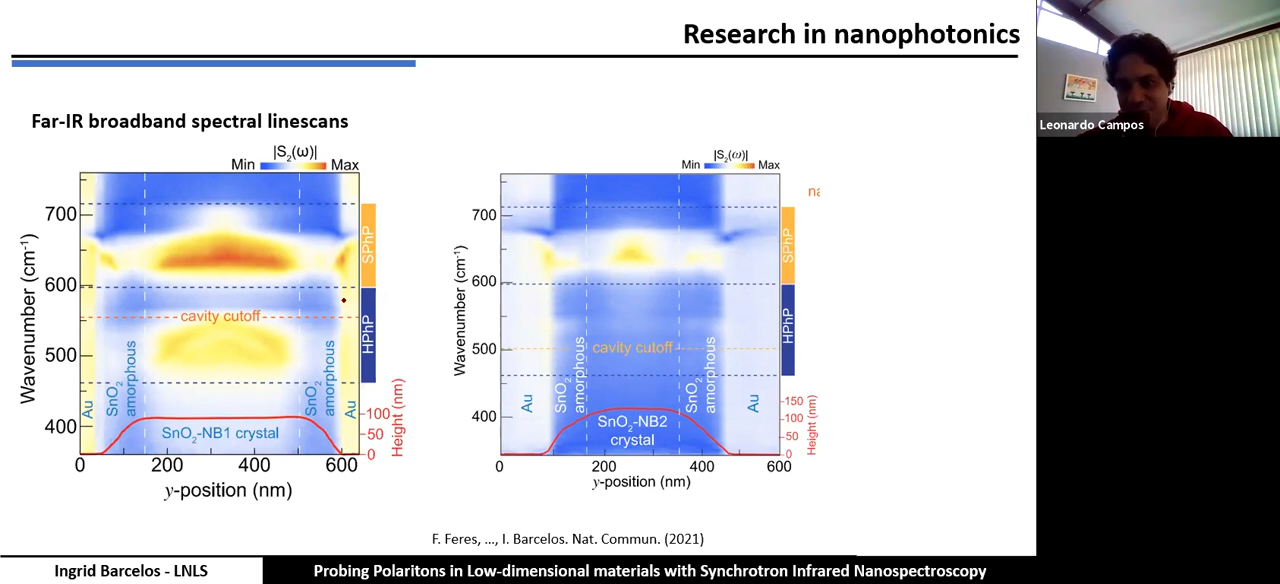 Research in nanophotonics
Leonardo Campos
Far-IR broadband spectral linescans
|S₂(ω)|
Min Max
700
600
500
400
Wavenumber (cm⁻¹)
SPhP
HPhP
cavity cutoff
Au
SnO₂
amorphous
SnO₂
amorphous
Au
SnO₂-NB1 crystal
100
50
0
Height (nm)
0 200 400 600
y-position (nm)
|S₂(ω)|
Min Max
na
700
600
500
400
Wavenumber (cm⁻¹)
SPhP
HPhP
cavity cutoff
Au
SnO₂
amorphous
SnO₂
amorphous
Au
SnO₂-NB2
crystal
150
100
50
0
Height (nm)
0 200 400 600
y-position (nm)
F. Feres, ..., I. Barcelos. Nat. Commun. (2021)
Ingrid Barcelos - LNLS
Probing Polaritons in Low-dimensional materials with Synchrotron Infrared Nanospectroscopy